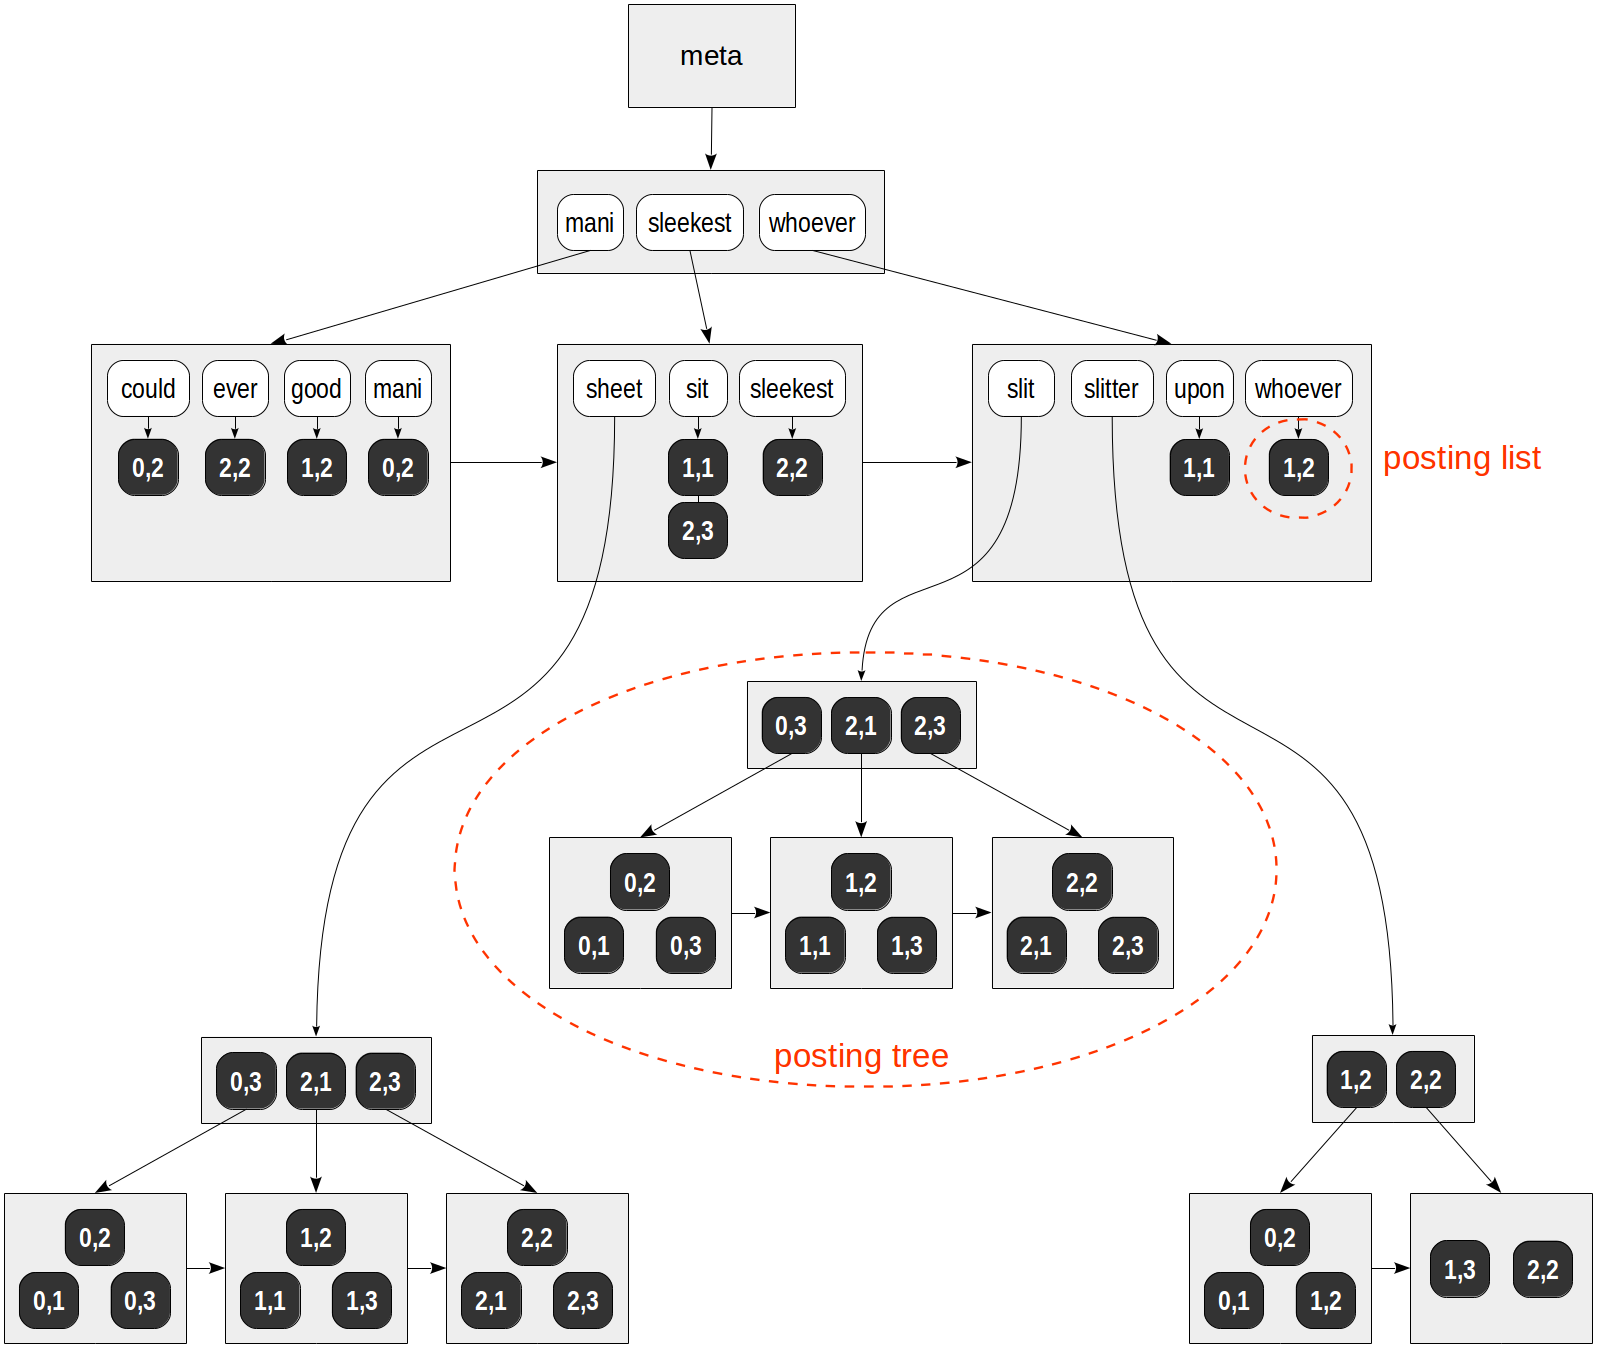 meta
mani sleekest whoever
could ever good mani sheet sit sleekest slit slitter upon whoever
0,2 2,2 1,2 0,2 1,1 2,2 1,1 1,2 posting list
2,3
0,3 2,1 2,3
0,2 1,2 2,2
0,1 0,3 1,1 1,3 2,1 2,3
posting tree
0,3 2,1 2,3 1,2 2,2
0,2 1,2 2,2 0,2
1,3 2,2
0,1 0,3 1,1 1,3 2,1 2,3 0,1 1,2